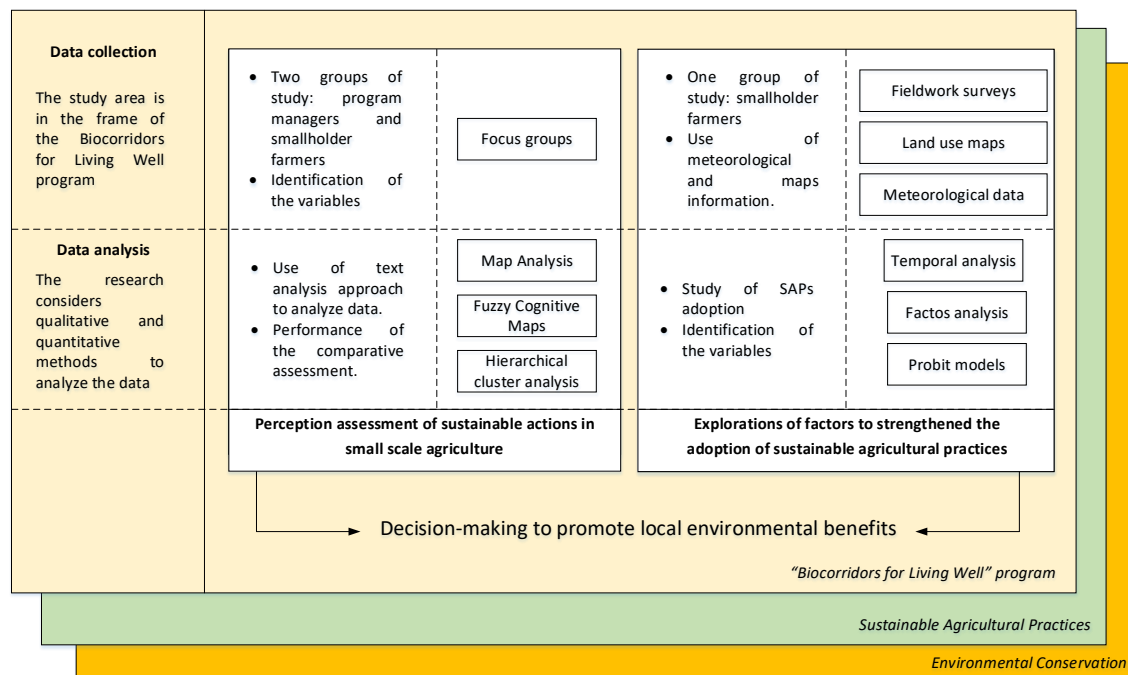 Data collection
The study area is
in the frame of
the Biocorridors
for Living Well
program
• Two groups of
study: program
managers and
smallholder
farmers
• Identification of
the variables
Focus groups
• One group of
study: smallholder
farmers
• Use of
meteorological
and maps
information.
Fieldwork surveys
Land use maps
Meteorological data
Data analysis
The research
considers
qualitative and
quantitative
methods to
analyze the data
• Use of text
analysis approach
to analyze data.
• Performance of
the comparative
assessment.
Map Analysis
Fuzzy Cognitive
Maps
Hierarchical
cluster analysis
• Study of SAPs
adoption
• Identification of
the variables
Temporal analysis
Factos analysis
Probit models
Perception assessment of sustainable actions in
small scale agriculture
Explorations of factors to strengthened the
adoption of sustainable agricultural practices
Decision-making to promote local environmental benefits
“Biocorridors for Living Well” program
Sustainable Agricultural Practices
Environmental Conservation